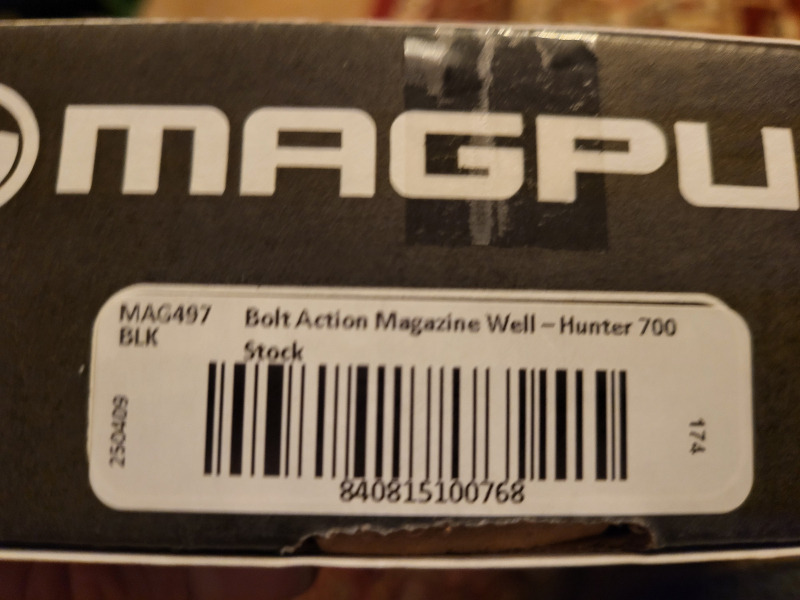 MAGPU
MAG497 Bolt Action Magazine Well – Hunter 700
BLK Stock
250409
174
840815100768